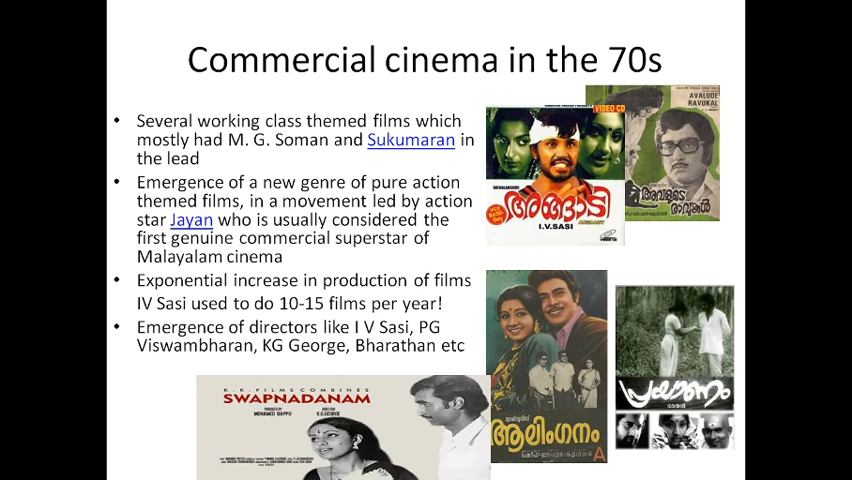 Commercial cinema in the 70s
• Several working class themed films which
mostly had M. G. Soman and Sukumaran in
the lead
• Emergence of a new genre of pure action
themed films, in a movement led by action
star Jayan who is usually considered the
first genuine commercial superstar of
Malayalam cinema
• Exponential increase in production of films
IV Sasi used to do 10-15 films per year!
• Emergence of directors like I V Sasi, PG
Viswambharan, KG George, Bharathan etc
VIDEO CD
അങ്ങാടി
I.V.SASI
AVALUDE
RAVUKAL
അവളുടെ
രാവുകൾ
ആലിംഗനം
A
പ്രയാണം
K.K.FILMS COMBINES
SWAPNADANAM
PRODUCED BY
MOHAMED BAPPU
DIRECTOR
K.G.GEORGE